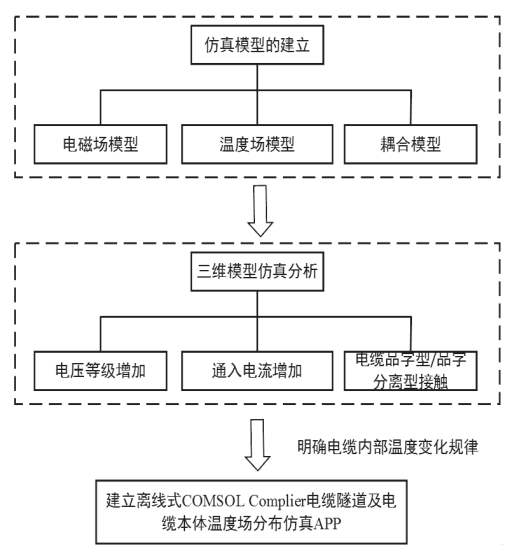 仿真模型的建立
电磁场模型
温度场模型
耦合模型
三维模型仿真分析
电压等级增加
通入电流增加
电缆品字型/品字
分离型接触
明确电缆内部温度变化规律
建立离线式COMSOL Complier电缆隧道及电
缆本体温度场分布仿真APP